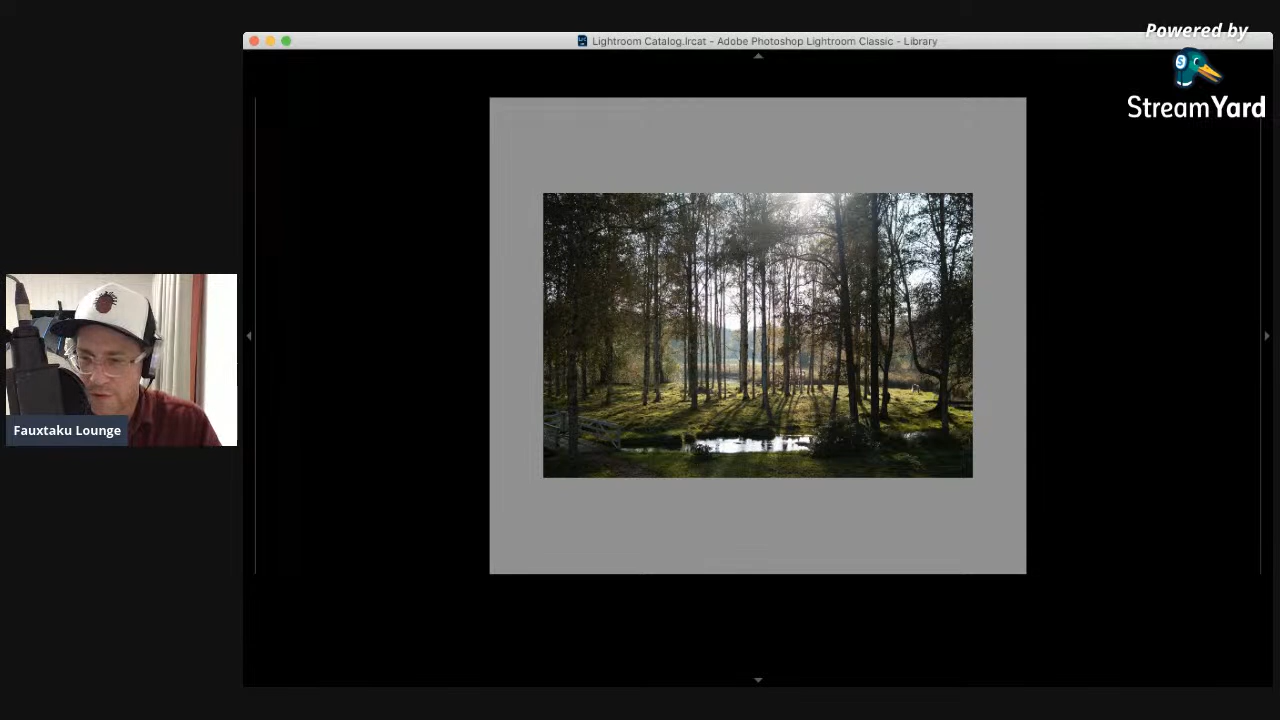 Lightroom Catalog.lrcat - Adobe Photoshop Lightroom Classic - Library
Powered by
StreamYard
Fauxtaku Lounge